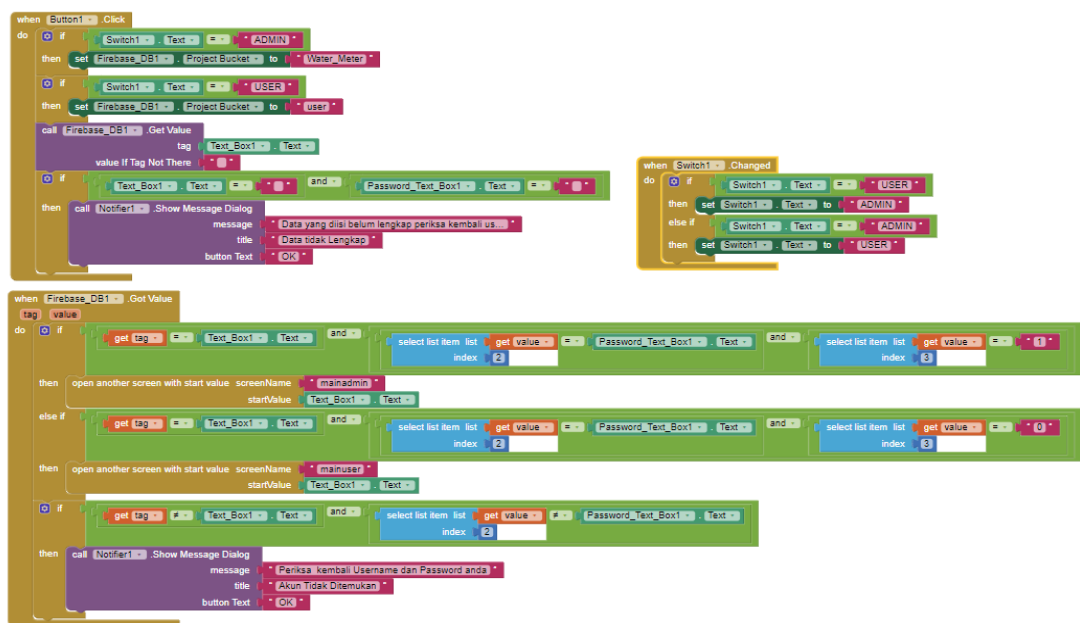 when Button1 .Click
do if Switch1 . Text = " ADMIN "
then set Firebase_DB1 . Project Bucket to " Water_Meter "
if Switch1 . Text = " USER "
then set Firebase_DB1 . Project Bucket to " user "
call Firebase_DB1 .Get Value
tag Text_Box1 . Text
value If Tag Not There " "
if Text_Box1 . Text = " " and Password_Text_Box1 . Text = " "
then call Notifier1 .Show Message Dialog
message " Data yang diisi belum lengkap periksa kembali us... "
title " Data tidak Lengkap "
button Text " OK "
when Switch1 .Changed
do if Switch1 . Text = " USER "
then set Switch1 . Text to " ADMIN "
else if Switch1 . Text = " ADMIN "
then set Switch1 . Text to " USER "
when Firebase_DB1 .Got Value
tag value
do if get tag = Text_Box1 . Text and select list item list get value = Password_Text_Box1 . Text and select list item list get value = " 1 "
index 2 index 3
then open another screen with start value screenName " mainadmin "
startValue Text_Box1 . Text
else if get tag = Text_Box1 . Text and select list item list get value = Password_Text_Box1 . Text and select list item list get value = " 0 "
index 2 index 3
then open another screen with start value screenName " mainuser "
startValue Text_Box1 . Text
if get tag ≠ Text_Box1 . Text and select list item list get value ≠ Password_Text_Box1 . Text
index 2
then call Notifier1 .Show Message Dialog
message " Periksa kembali Username dan Password anda "
title " Akun Tidak Ditemukan "
button Text " OK "